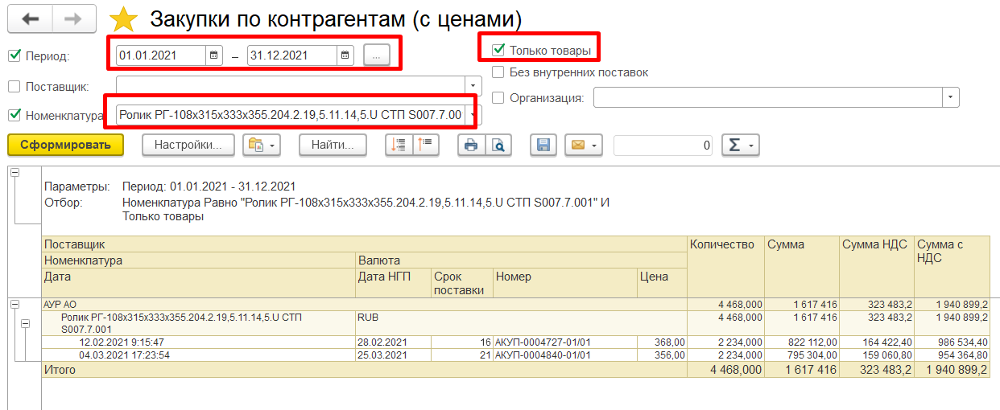 Закупки по контрагентам (с ценами)
Период: 01.01.2021 – 31.12.2021 ... Только товары
Поставщик: Без внутренних поставок
Номенклатура Ролик РГ-108x315x333x355.204.2.19,5.11.14,5.U СТП S007.7.00 Организация:
Сформировать Настройки... Найти... 0 Σ
Параметры: Период: 01.01.2021 - 31.12.2021
Отбор: Номенклатура Равно "Ролик РГ-108x315x333x355.204.2.19,5.11.14,5.U СТП S007.7.001" И
Только товары
Поставщик Количество Сумма Сумма НДС Сумма с
НДС
Номенклатура Валюта
Дата Дата НГП Срок
поставки Номер Цена
АУР АО 4 468,000 1 617 416 323 483,2 1 940 899,2
Ролик РГ-108x315x333x355.204.2.19,5.11.14,5.U СТП RUB 4 468,000 1 617 416 323 483,2 1 940 899,2
S007.7.001
12.02.2021 9:15:47 28.02.2021 16 АКУП-0004727-01/01 368,00 2 234,000 822 112,00 164 422,40 986 534,40
04.03.2021 17:23:54 25.03.2021 21 АКУП-0004840-01/01 356,00 2 234,000 795 304,00 159 060,80 954 364,80
Итого 4 468,000 1 617 416 323 483,2 1 940 899,2